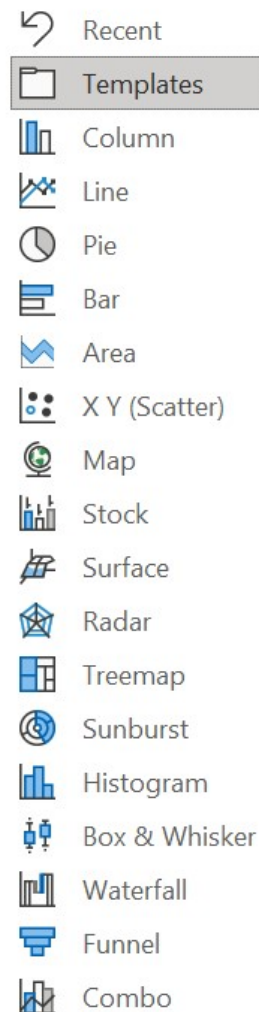 Recent
Templates
Column
Line
Pie
Bar
Area
X Y (Scatter)
Map
Stock
Surface
Radar
Treemap
Sunburst
Histogram
Box & Whisker
Waterfall
Funnel
Combo